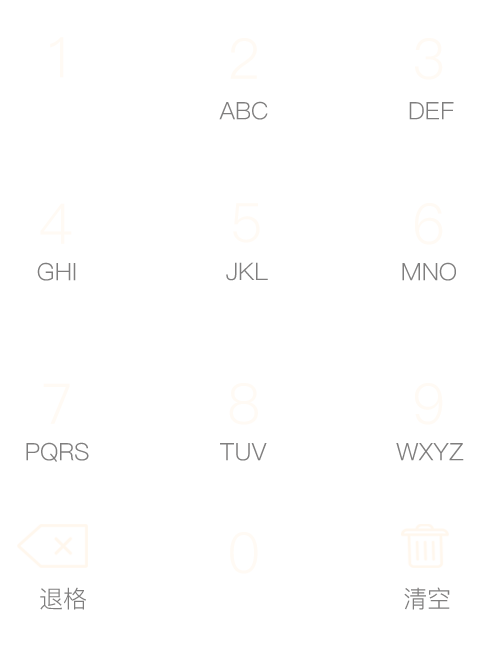 1 2 3
ABC DEF
4 5 6
GHI JKL MNO
7 8 9
PQRS TUV WXYZ
0
退格 清空